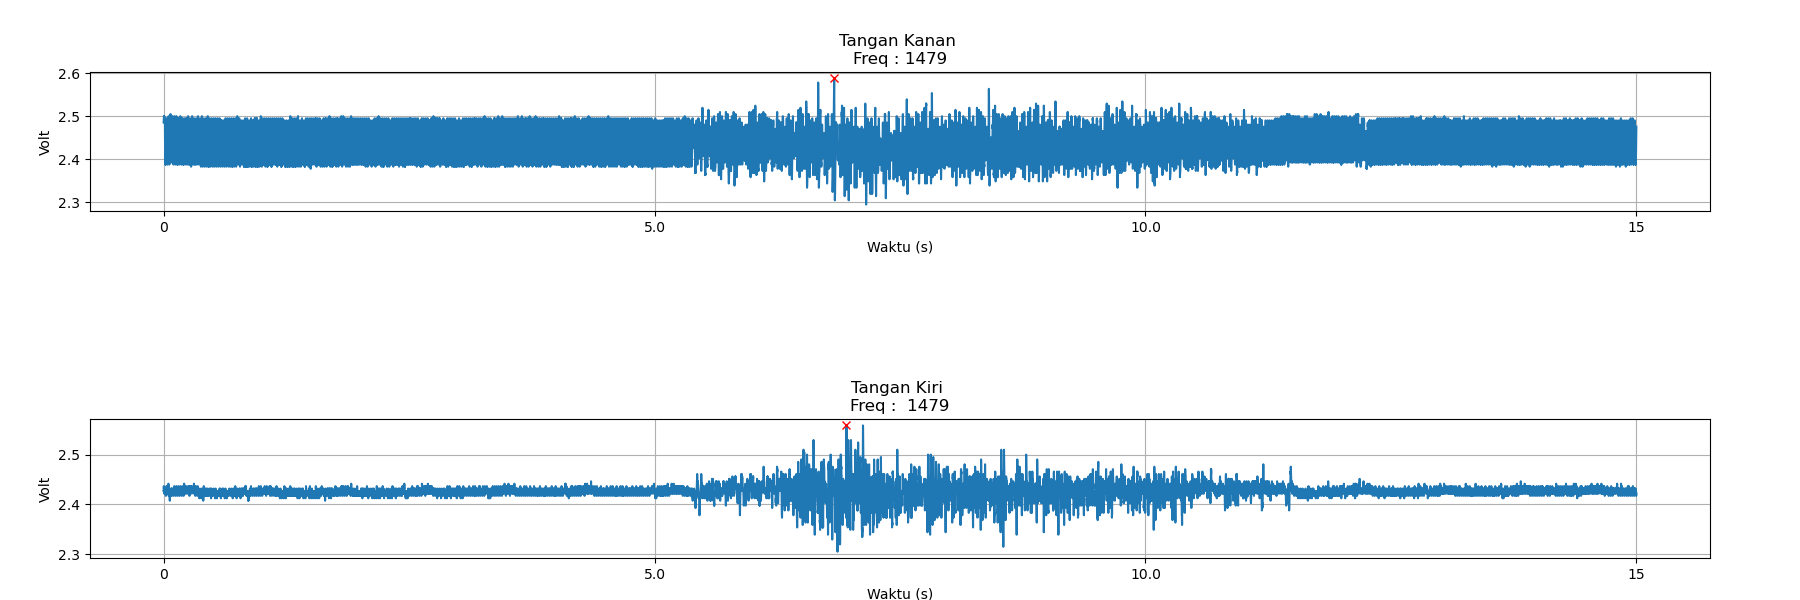 Tangan Kanan
Freq : 1479
2.6
2.5
2.4
2.3
Volt
0 5.0 10.0 15
Waktu (s)
Tangan Kiri
Freq :  1479
2.5
2.4
2.3
Volt
0 5.0 10.0 15
Waktu (s)